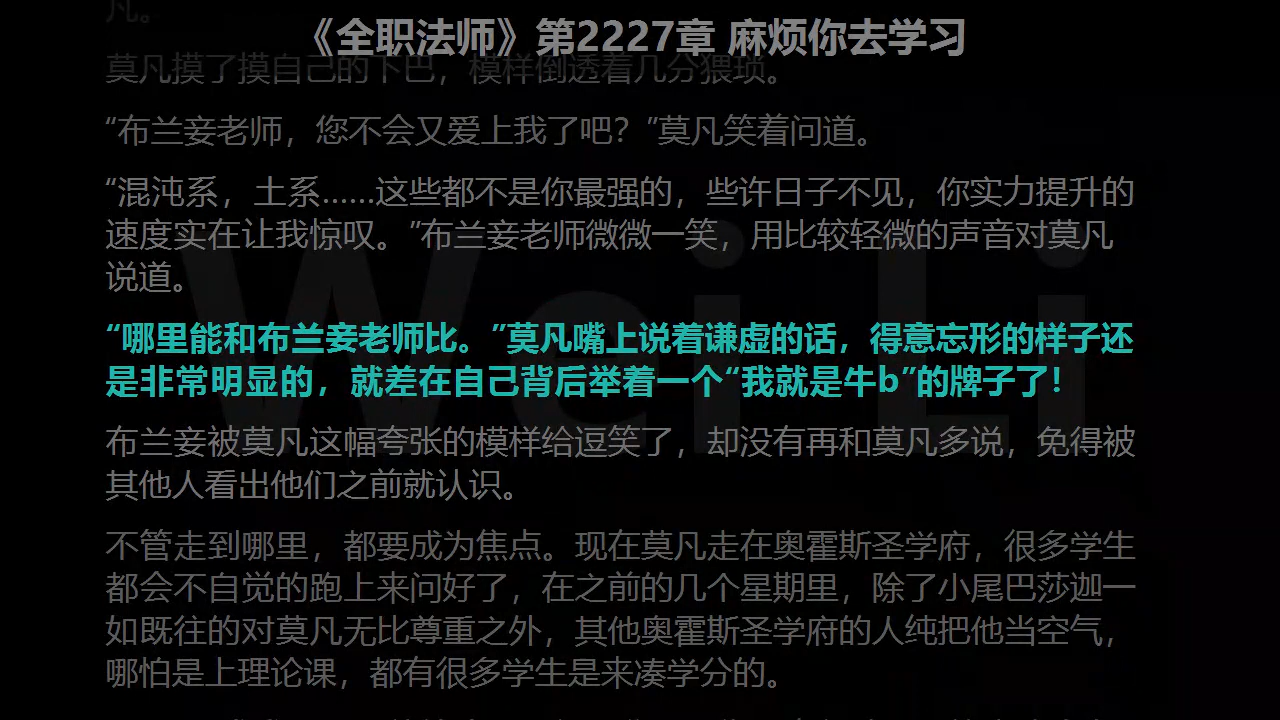 凡。
《全职法师》第2227章 麻烦你去学习
莫凡摸了摸自己的下巴，模样倒透着几分猥琐。
“布兰妾老师，您不会又爱上我了吧？”莫凡笑着问道。
“混沌系，土系……这些都不是你最强的，些许日子不见，你实力提升的
速度实在让我惊叹。”布兰妾老师微微一笑，用比较轻微的声音对莫凡
说道。
“哪里能和布兰妾老师比。”莫凡嘴上说着谦虚的话，得意忘形的样子还
是非常明显的，就差在自己背后举着一个“我就是牛b”的牌子了！
布兰妾被莫凡这幅夸张的模样给逗笑了，却没有再和莫凡多说，免得被
其他人看出他们之前就认识。
不管走到哪里，都要成为焦点。现在莫凡走在奥霍斯圣学府，很多学生
都会不自觉的跑上来问好了，在之前的几个星期里，除了小尾巴莎迦一
如既往的对莫凡无比尊重之外，其他奥霍斯圣学府的人纯把他当空气，
哪怕是上理论课，都有很多学生是来凑学分的。
Wei Li